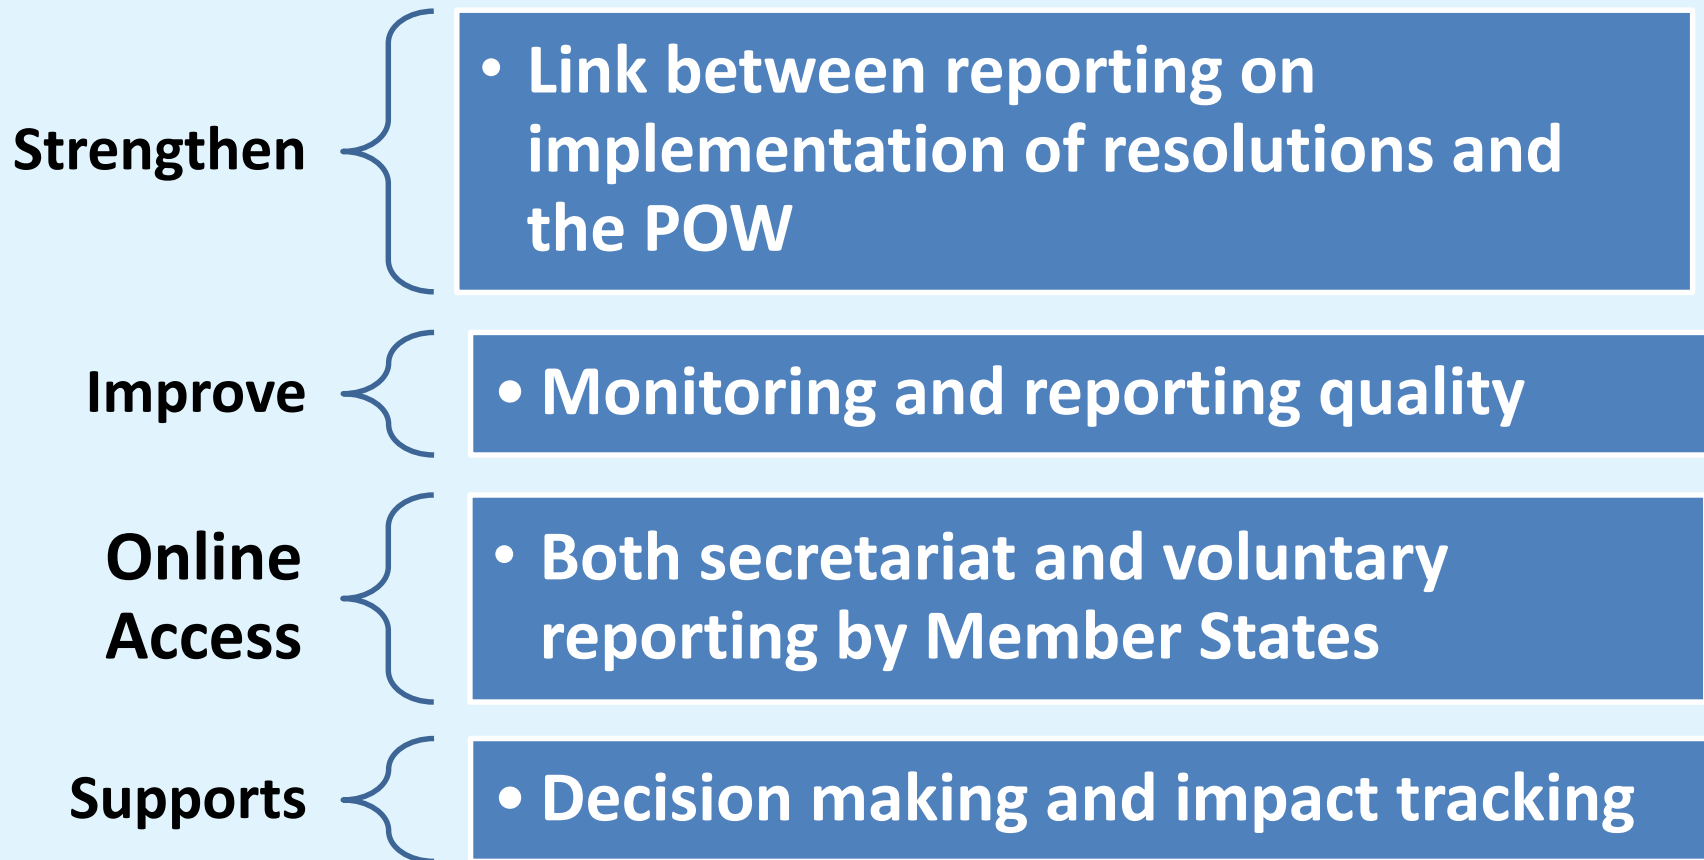 Strengthen
• Link between reporting on
implementation of resolutions and
the POW
Improve
• Monitoring and reporting quality
Online
Access
• Both secretariat and voluntary
reporting by Member States
Supports
• Decision making and impact tracking